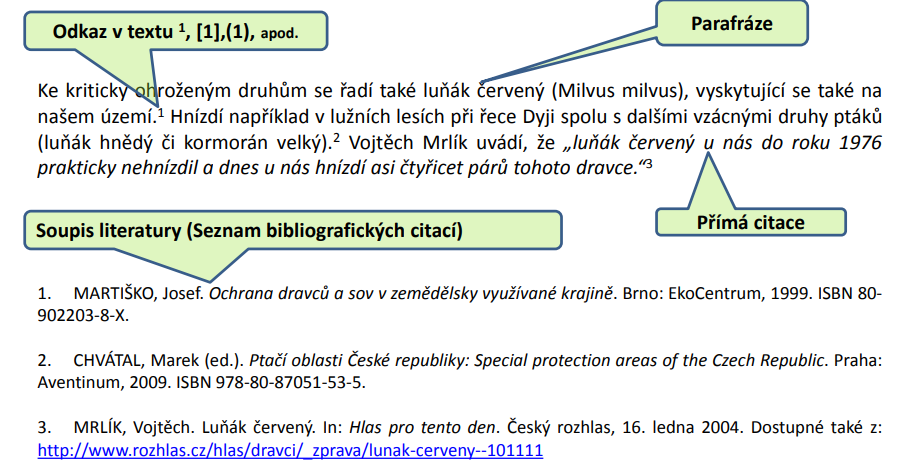 Odkaz v textu ¹, [1],(1), apod.
Parafráze
Ke kriticky ohroženým druhům se řadí také luňák červený (Milvus milvus), vyskytující se také na
našem území.¹ Hnízdí například v lužních lesích při řece Dyji spolu s dalšími vzácnými druhy ptáků
(luňák hnědý či kormorán velký).² Vojtěch Mrlík uvádí, že „luňák červený u nás do roku 1976
prakticky nehnízdil a dnes u nás hnízdí asi čtyřicet párů tohoto dravce.“³
Přímá citace
Soupis literatury (Seznam bibliografických citací)
1. MARTIŠKO, Josef. Ochrana dravců a sov v zemědělsky využívané krajině. Brno: EkoCentrum, 1999. ISBN 80-
902203-8-X.
2. CHVÁTAL, Marek (ed.). Ptačí oblasti České republiky: Special protection areas of the Czech Republic. Praha:
Aventinum, 2009. ISBN 978-80-87051-53-5.
3. MRLÍK, Vojtěch. Luňák červený. In: Hlas pro tento den. Český rozhlas, 16. ledna 2004. Dostupné také z:
http://www.rozhlas.cz/hlas/dravci/_zprava/lunak-cerveny--101111